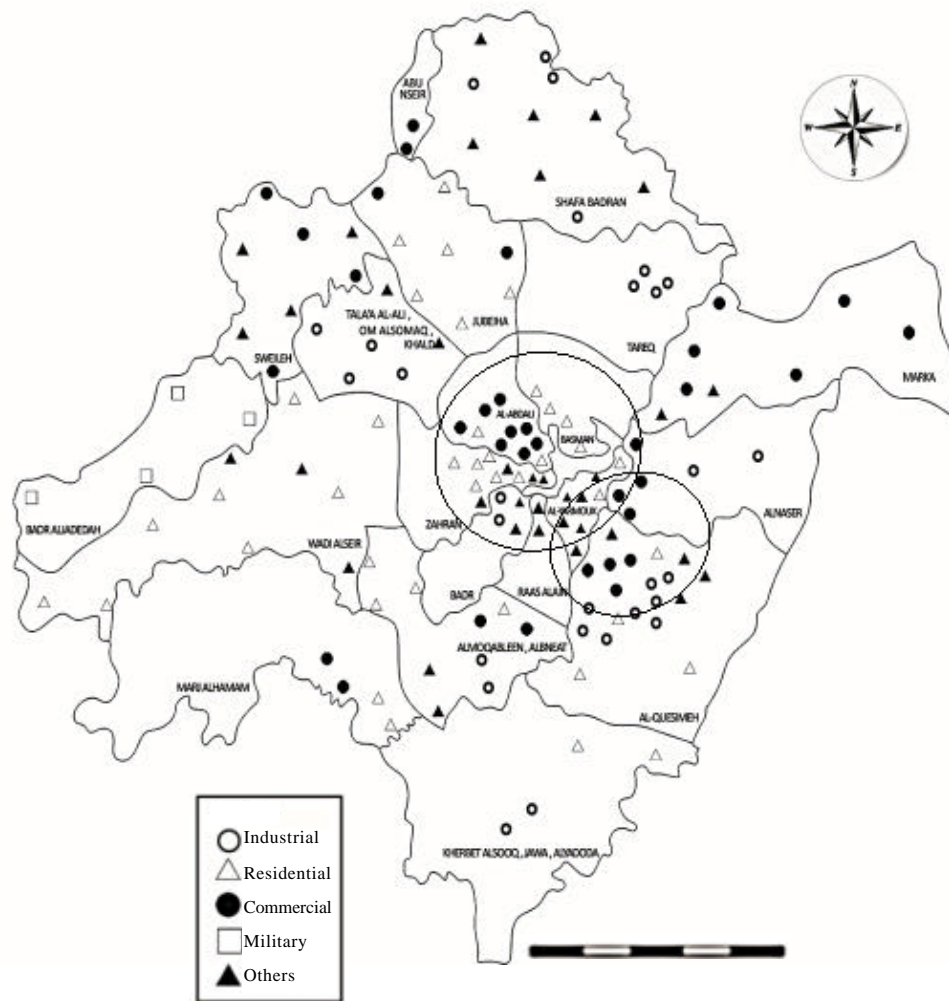 ABU
NSEIR
N
W E
S
SHAFA BADRAN
JUBEIHA
TALA'A AL-ALI ,
OM ALSOMAQ ,
KHALDA
TAREQ
SWEILEH
MARKA
AL-ABDALI
BASMAN
BADR ALJADEDAH
ZAHRAN
AL-YARMOUK
ALNASER
WADI ALSEIR
BADR
RAAS ALAIN
ALMOQABLEEN , ALBNEAT
MARJ ALHAMAM
AL-QUESIMEH
Industrial
Residential
Commercial
Military
Others
KHERBET ALSOOQ , JAWA , ALYADODA